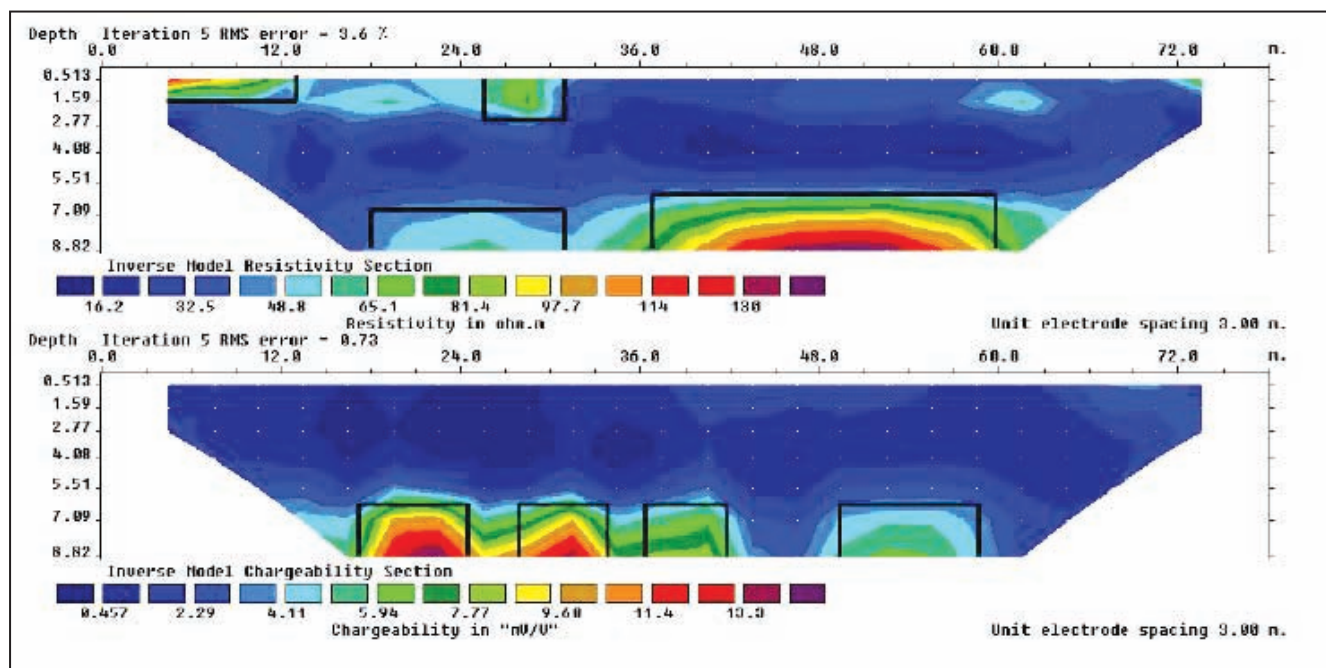 Depth Iteration 5 RMS error - 3.6 %
0.0 12.0 24.0 36.0 48.0 60.0 72.0 m.
0.513
1.59
2.77
4.08
5.51
7.09
8.82
Inverse Model Resistivity Section
16.2 32.5 48.8 65.1 81.4 97.7 114 130
Resistivity in ohm.m
Unit electrode spacing 3.00 m.
Depth Iteration 5 RMS error - 0.73
0.0 12.0 24.0 36.0 48.0 60.0 72.0 m.
0.513
1.59
2.77
4.08
5.51
7.09
8.82
Inverse Model Chargeability Section
0.457 2.29 4.11 5.94 7.77 9.60 11.4 13.3
Chargeability in "mV/V"
Unit electrode spacing 3.00 m.